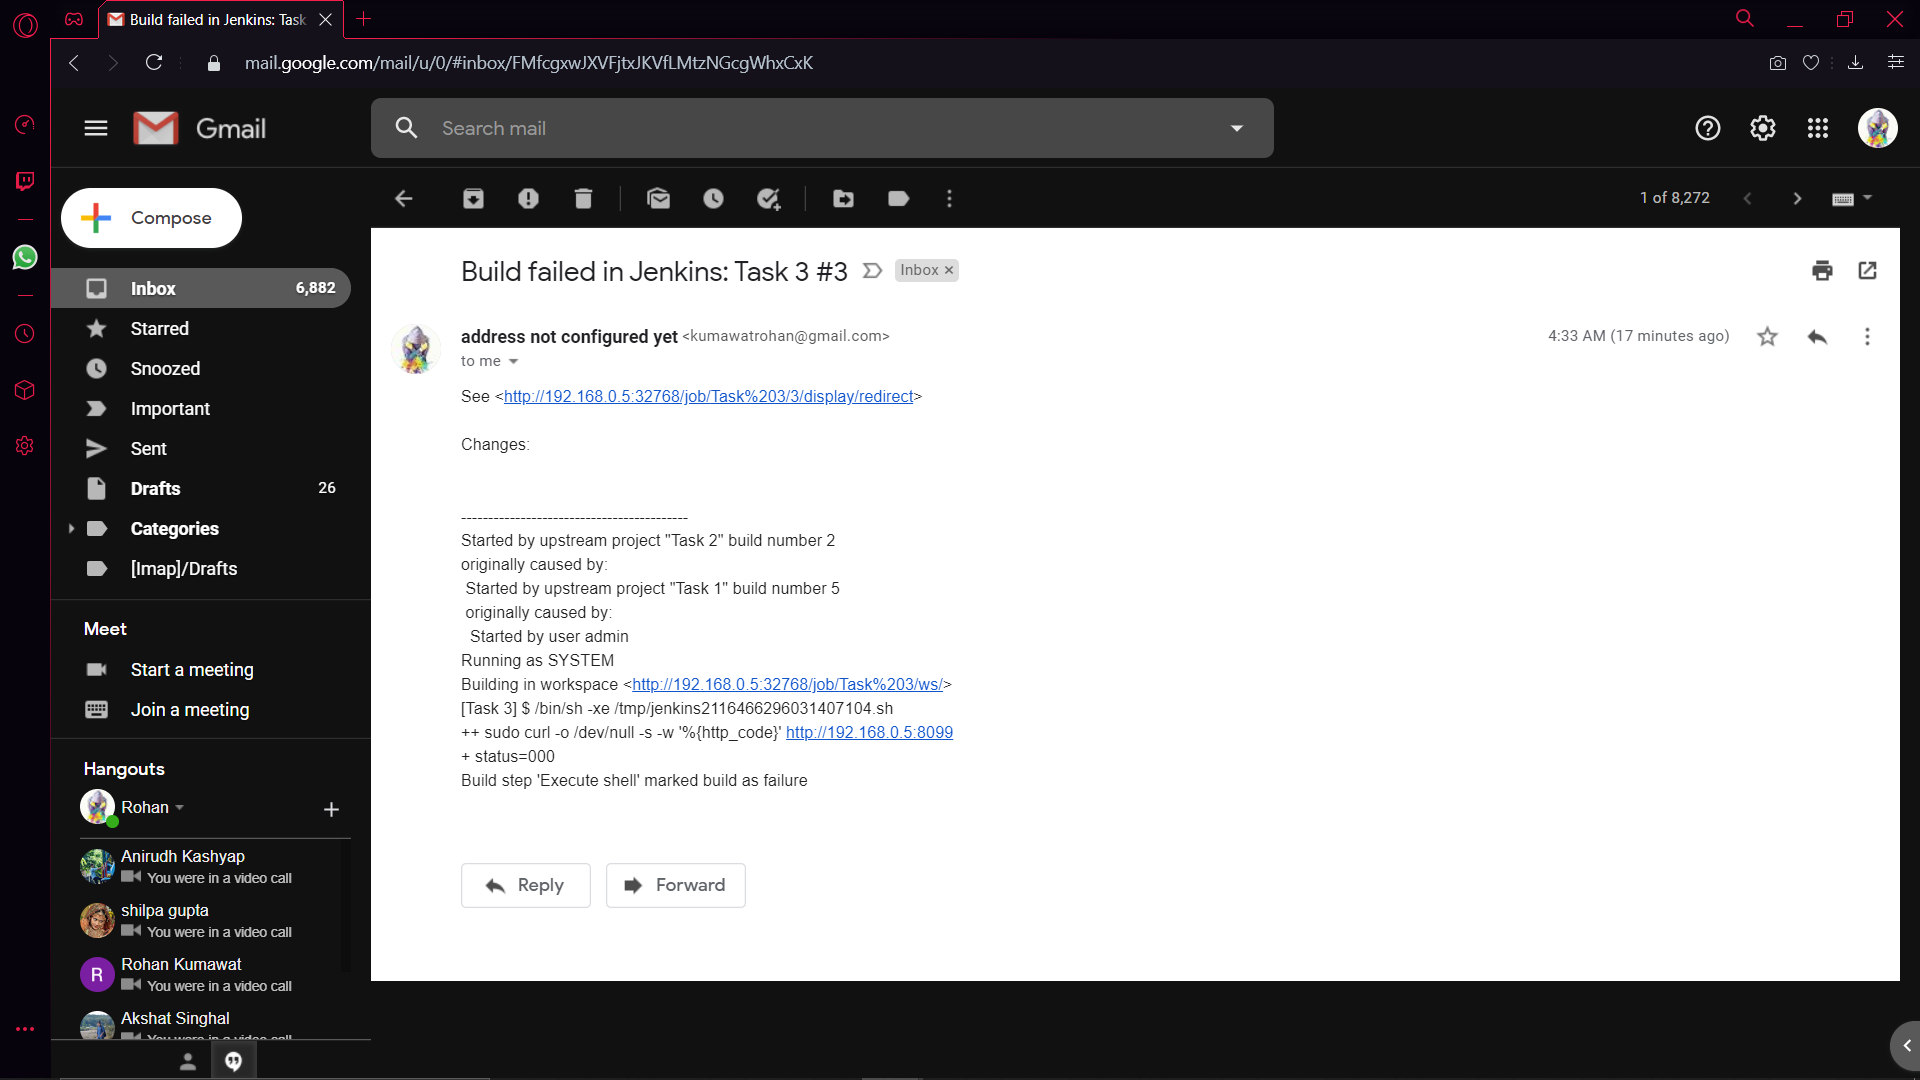 Build failed in Jenkins: Task
mail.google.com/mail/u/0/#inbox/FMfcgxwJXVFjtxJKVfLMtzNGcgWhxCxK
Gmail
Search mail
Compose
1 of 8,272
Inbox 6,882
Starred
Snoozed
Important
Sent
Drafts 26
Categories
[Imap]/Drafts
Meet
Start a meeting
Join a meeting
Hangouts
Rohan
Anirudh Kashyap
You were in a video call
shilpa gupta
You were in a video call
R
Rohan Kumawat
You were in a video call
Akshat Singhal
You were in a video call
Build failed in Jenkins: Task 3 #3 Inbox ×
address not configured yet <kumawatrohan@gmail.com> 4:33 AM (17 minutes ago)
to me
See <http://192.168.0.5:32768/job/Task%203/3/display/redirect>
Changes:
------------------------------------------
Started by upstream project "Task 2" build number 2
originally caused by:
Started by upstream project "Task 1" build number 5
originally caused by:
Started by user admin
Running as SYSTEM
Building in workspace <http://192.168.0.5:32768/job/Task%203/ws/>
[Task 3] $ /bin/sh -xe /tmp/jenkins2116466296031407104.sh
++ sudo curl -o /dev/null -s -w '%{http_code}' http://192.168.0.5:8099
+ status=000
Build step 'Execute shell' marked build as failure
Reply Forward